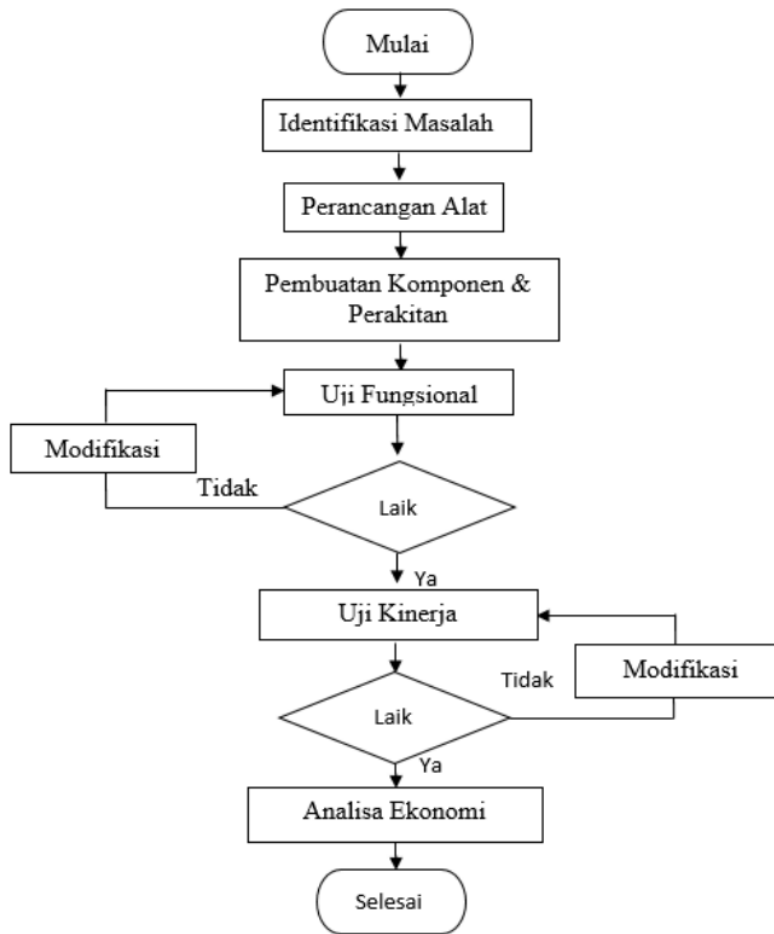 Mulai
Identifikasi Masalah
Perancangan Alat
Pembuatan Komponen &
Perakitan
Uji Fungsional
Modifikasi
Tidak
Laik
Ya
Uji Kinerja
Modifikasi
Tidak
Laik
Ya
Analisa Ekonomi
Selesai